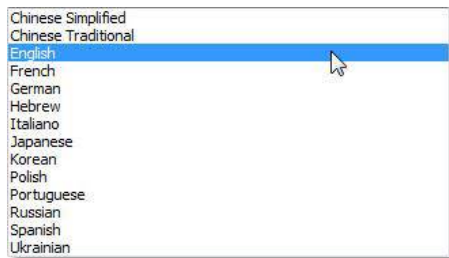 Chinese Simplified
Chinese Traditional
English
French
German
Hebrew
Italiano
Japanese
Korean
Polish
Portuguese
Russian
Spanish
Ukrainian